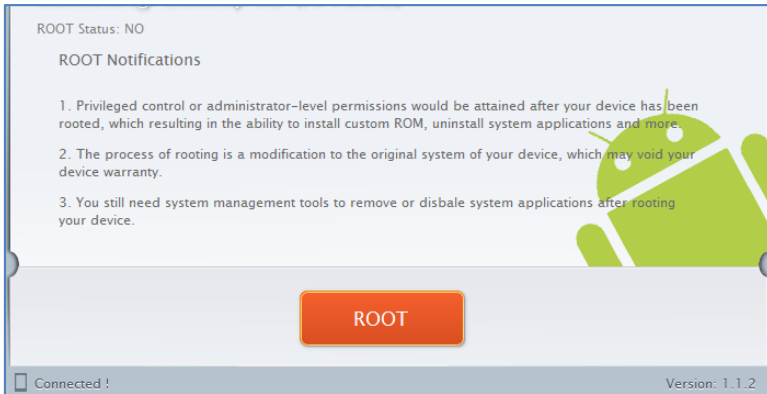 ROOT Status: NO
ROOT Notifications
1. Privileged control or administrator-level permissions would be attained after your device has been
rooted, which resulting in the ability to install custom ROM, uninstall system applications and more.
2. The process of rooting is a modification to the original system of your device, which may void your
device warranty.
3. You still need system management tools to remove or disbale system applications after rooting
your device.
ROOT
Connected !
Version: 1.1.2